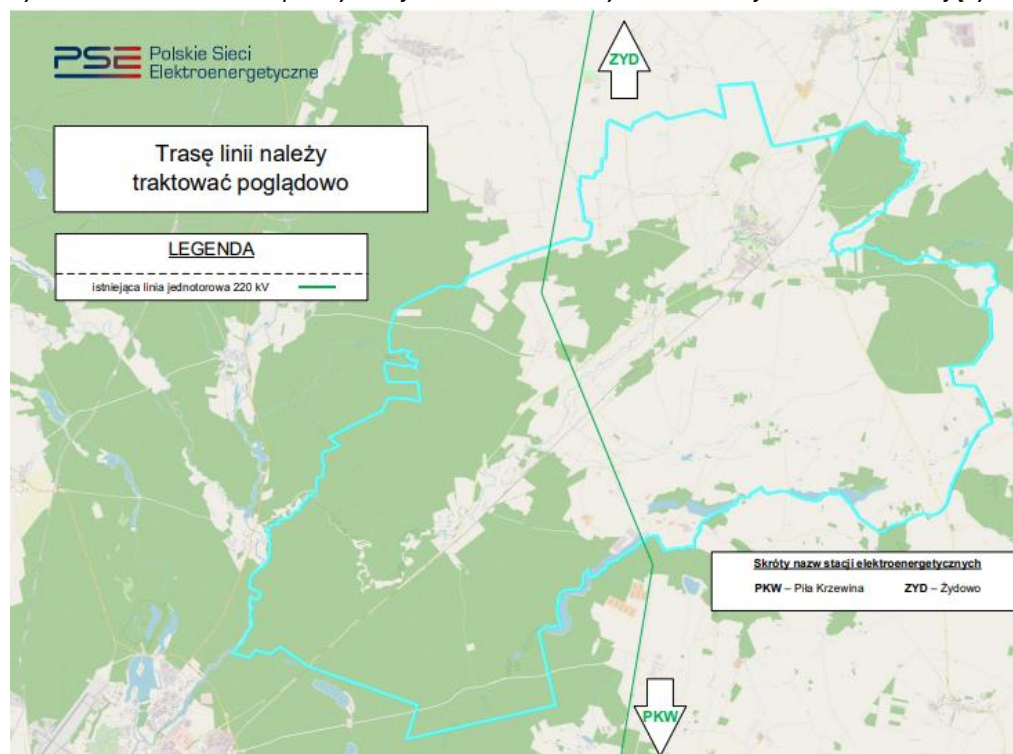 PSE Polskie Sieci
Elektroenergetyczne
ZYD
Trasę linii należy
traktować poglądowo
LEGENDA
istniejąca linia jednotorowa 220 kV
Skróty nazw stacji elektroenergetycznych
PKW – Piła Krzewina ZYD – Żydowo
PKW